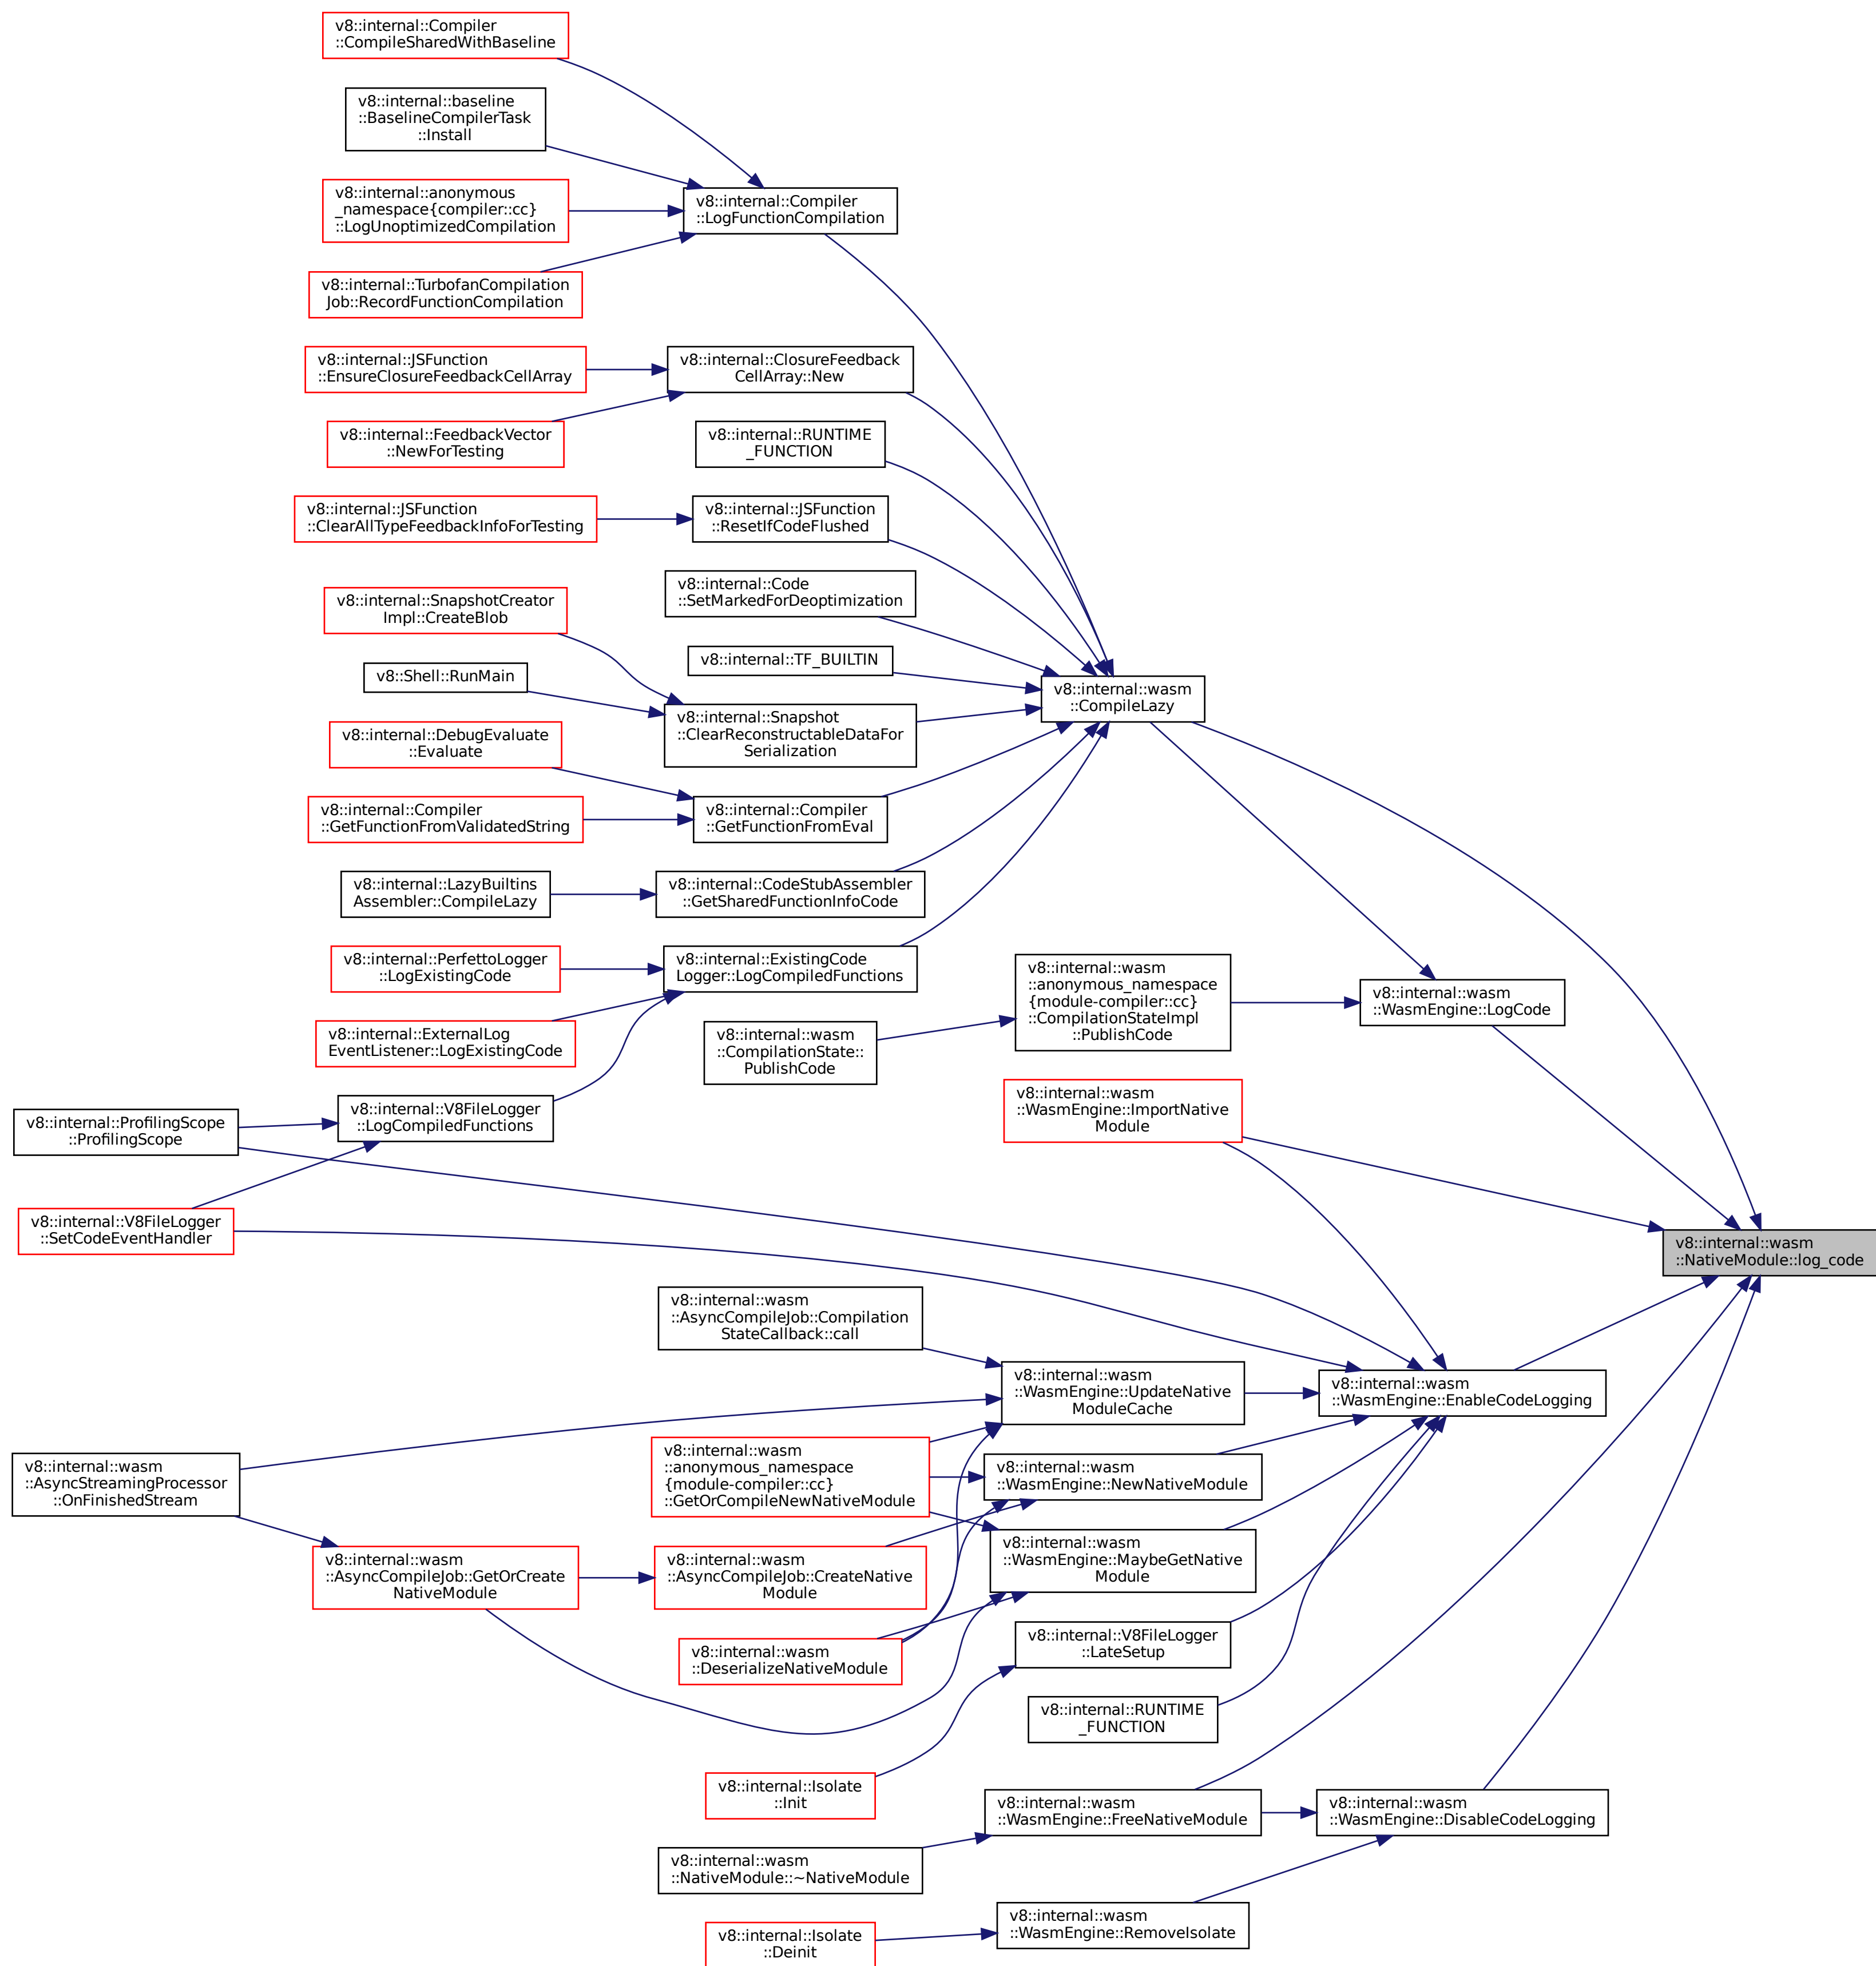 v8::internal::Compiler
::CompileSharedWithBaseline
v8::internal::baseline
::BaselineCompilerTask
::Install
v8::internal::anonymous
_namespace{compiler::cc}
::LogUnoptimizedCompilation
v8::internal::TurbofanCompilation
Job::RecordFunctionCompilation
v8::internal::Compiler
::LogFunctionCompilation
v8::internal::JSFunction
::EnsureClosureFeedbackCellArray
v8::internal::ClosureFeedback
CellArray::New
v8::internal::FeedbackVector
::NewForTesting
v8::internal::RUNTIME
_FUNCTION
v8::internal::JSFunction
::ClearAllTypeFeedbackInfoForTesting
v8::internal::JSFunction
::ResetIfCodeFlushed
v8::internal::Code
::SetMarkedForDeoptimization
v8::internal::SnapshotCreator
Impl::CreateBlob
v8::internal::TF_BUILTIN
v8::Shell::RunMain
v8::internal::Snapshot
::ClearReconstructableDataFor
Serialization
v8::internal::wasm
::CompileLazy
v8::internal::DebugEvaluate
::Evaluate
v8::internal::Compiler
::GetFunctionFromValidatedString
v8::internal::Compiler
::GetFunctionFromEval
v8::internal::LazyBuiltins
Assembler::CompileLazy
v8::internal::CodeStubAssembler
::GetSharedFunctionInfoCode
v8::internal::PerfettoLogger
::LogExistingCode
v8::internal::ExistingCode
Logger::LogCompiledFunctions
v8::internal::wasm
::anonymous_namespace
{module-compiler::cc}
::CompilationStateImpl
::PublishCode
v8::internal::wasm
::WasmEngine::LogCode
v8::internal::ExternalLog
EventListener::LogExistingCode
v8::internal::wasm
::CompilationState::
PublishCode
v8::internal::ProfilingScope
::ProfilingScope
v8::internal::V8FileLogger
::LogCompiledFunctions
v8::internal::wasm
::WasmEngine::ImportNative
Module
v8::internal::V8FileLogger
::SetCodeEventHandler
v8::internal::wasm
::NativeModule::log_code
v8::internal::wasm
::AsyncCompileJob::Compilation
StateCallback::call
v8::internal::wasm
::WasmEngine::UpdateNative
ModuleCache
v8::internal::wasm
::WasmEngine::EnableCodeLogging
v8::internal::wasm
::AsyncStreamingProcessor
::OnFinishedStream
v8::internal::wasm
::anonymous_namespace
{module-compiler::cc}
::GetOrCompileNewNativeModule
v8::internal::wasm
::WasmEngine::NewNativeModule
v8::internal::wasm
::AsyncCompileJob::GetOrCreate
NativeModule
v8::internal::wasm
::AsyncCompileJob::CreateNative
Module
v8::internal::wasm
::WasmEngine::MaybeGetNative
Module
v8::internal::wasm
::DeserializeNativeModule
v8::internal::V8FileLogger
::LateSetup
v8::internal::RUNTIME
_FUNCTION
v8::internal::Isolate
::Init
v8::internal::wasm
::WasmEngine::FreeNativeModule
v8::internal::wasm
::WasmEngine::DisableCodeLogging
v8::internal::wasm
::NativeModule::~NativeModule
v8::internal::wasm
::WasmEngine::RemoveIsolate
v8::internal::Isolate
::Deinit